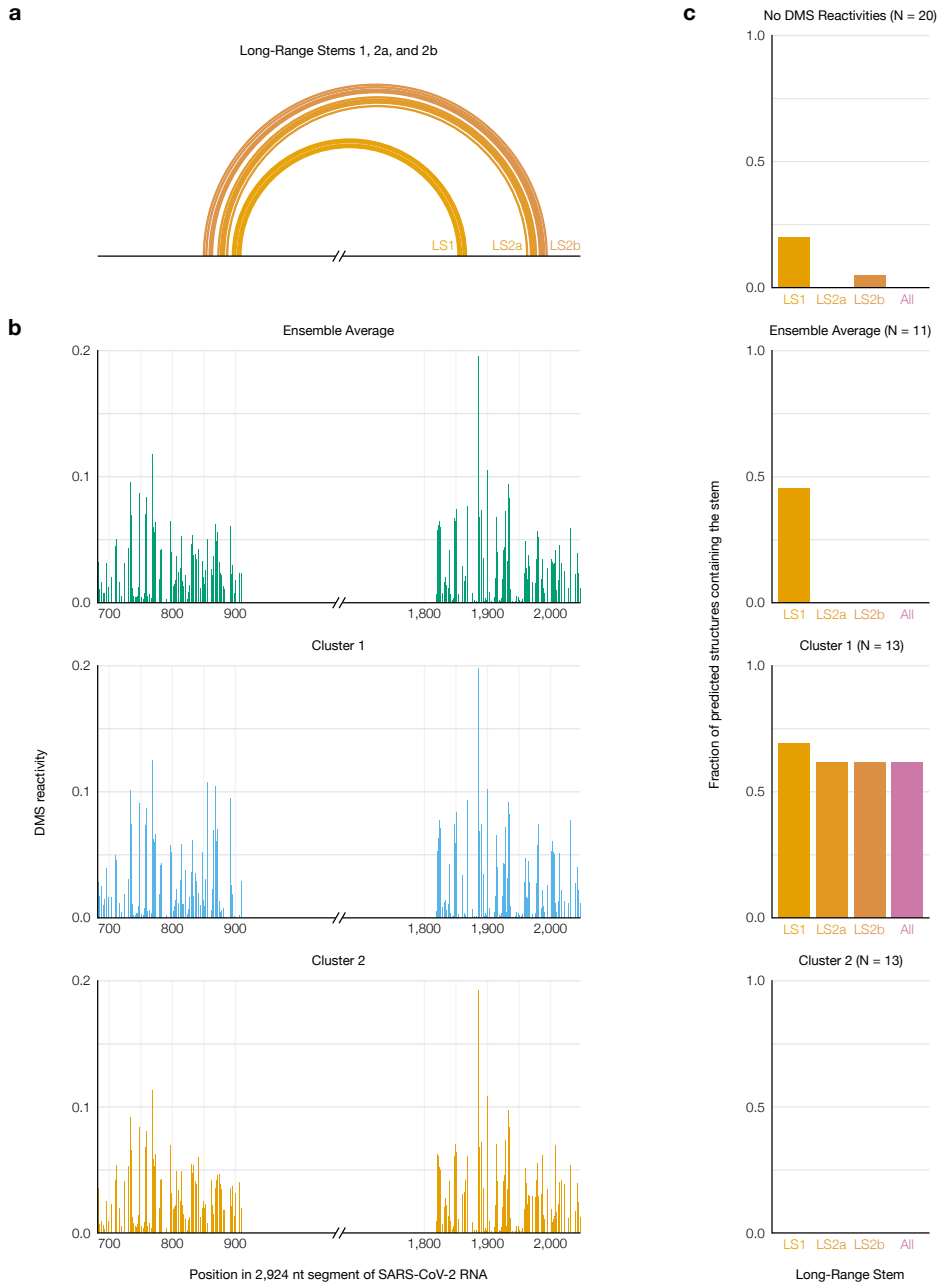 a
Long-Range Stems 1, 2a, and 2b
LS1
LS2a
LS2b
b
Ensemble Average
0.2
0.1
0.0
700
800
900
1,800
1,900
2,000
Cluster 1
0.2
0.1
0.0
700
800
900
1,800
1,900
2,000
Cluster 2
0.2
0.1
0.0
700
800
900
1,800
1,900
2,000
DMS reactivity
Position in 2,924 nt segment of SARS-CoV-2 RNA
c
No DMS Reactivities (N = 20)
1.0
0.5
0.0
LS1
LS2a
LS2b
All
Ensemble Average (N = 11)
1.0
0.5
0.0
LS1
LS2a
LS2b
All
Cluster 1 (N = 13)
1.0
0.5
0.0
LS1
LS2a
LS2b
All
Cluster 2 (N = 13)
1.0
0.5
0.0
LS1
LS2a
LS2b
All
Fraction of predicted structures containing the stem
Long-Range Stem